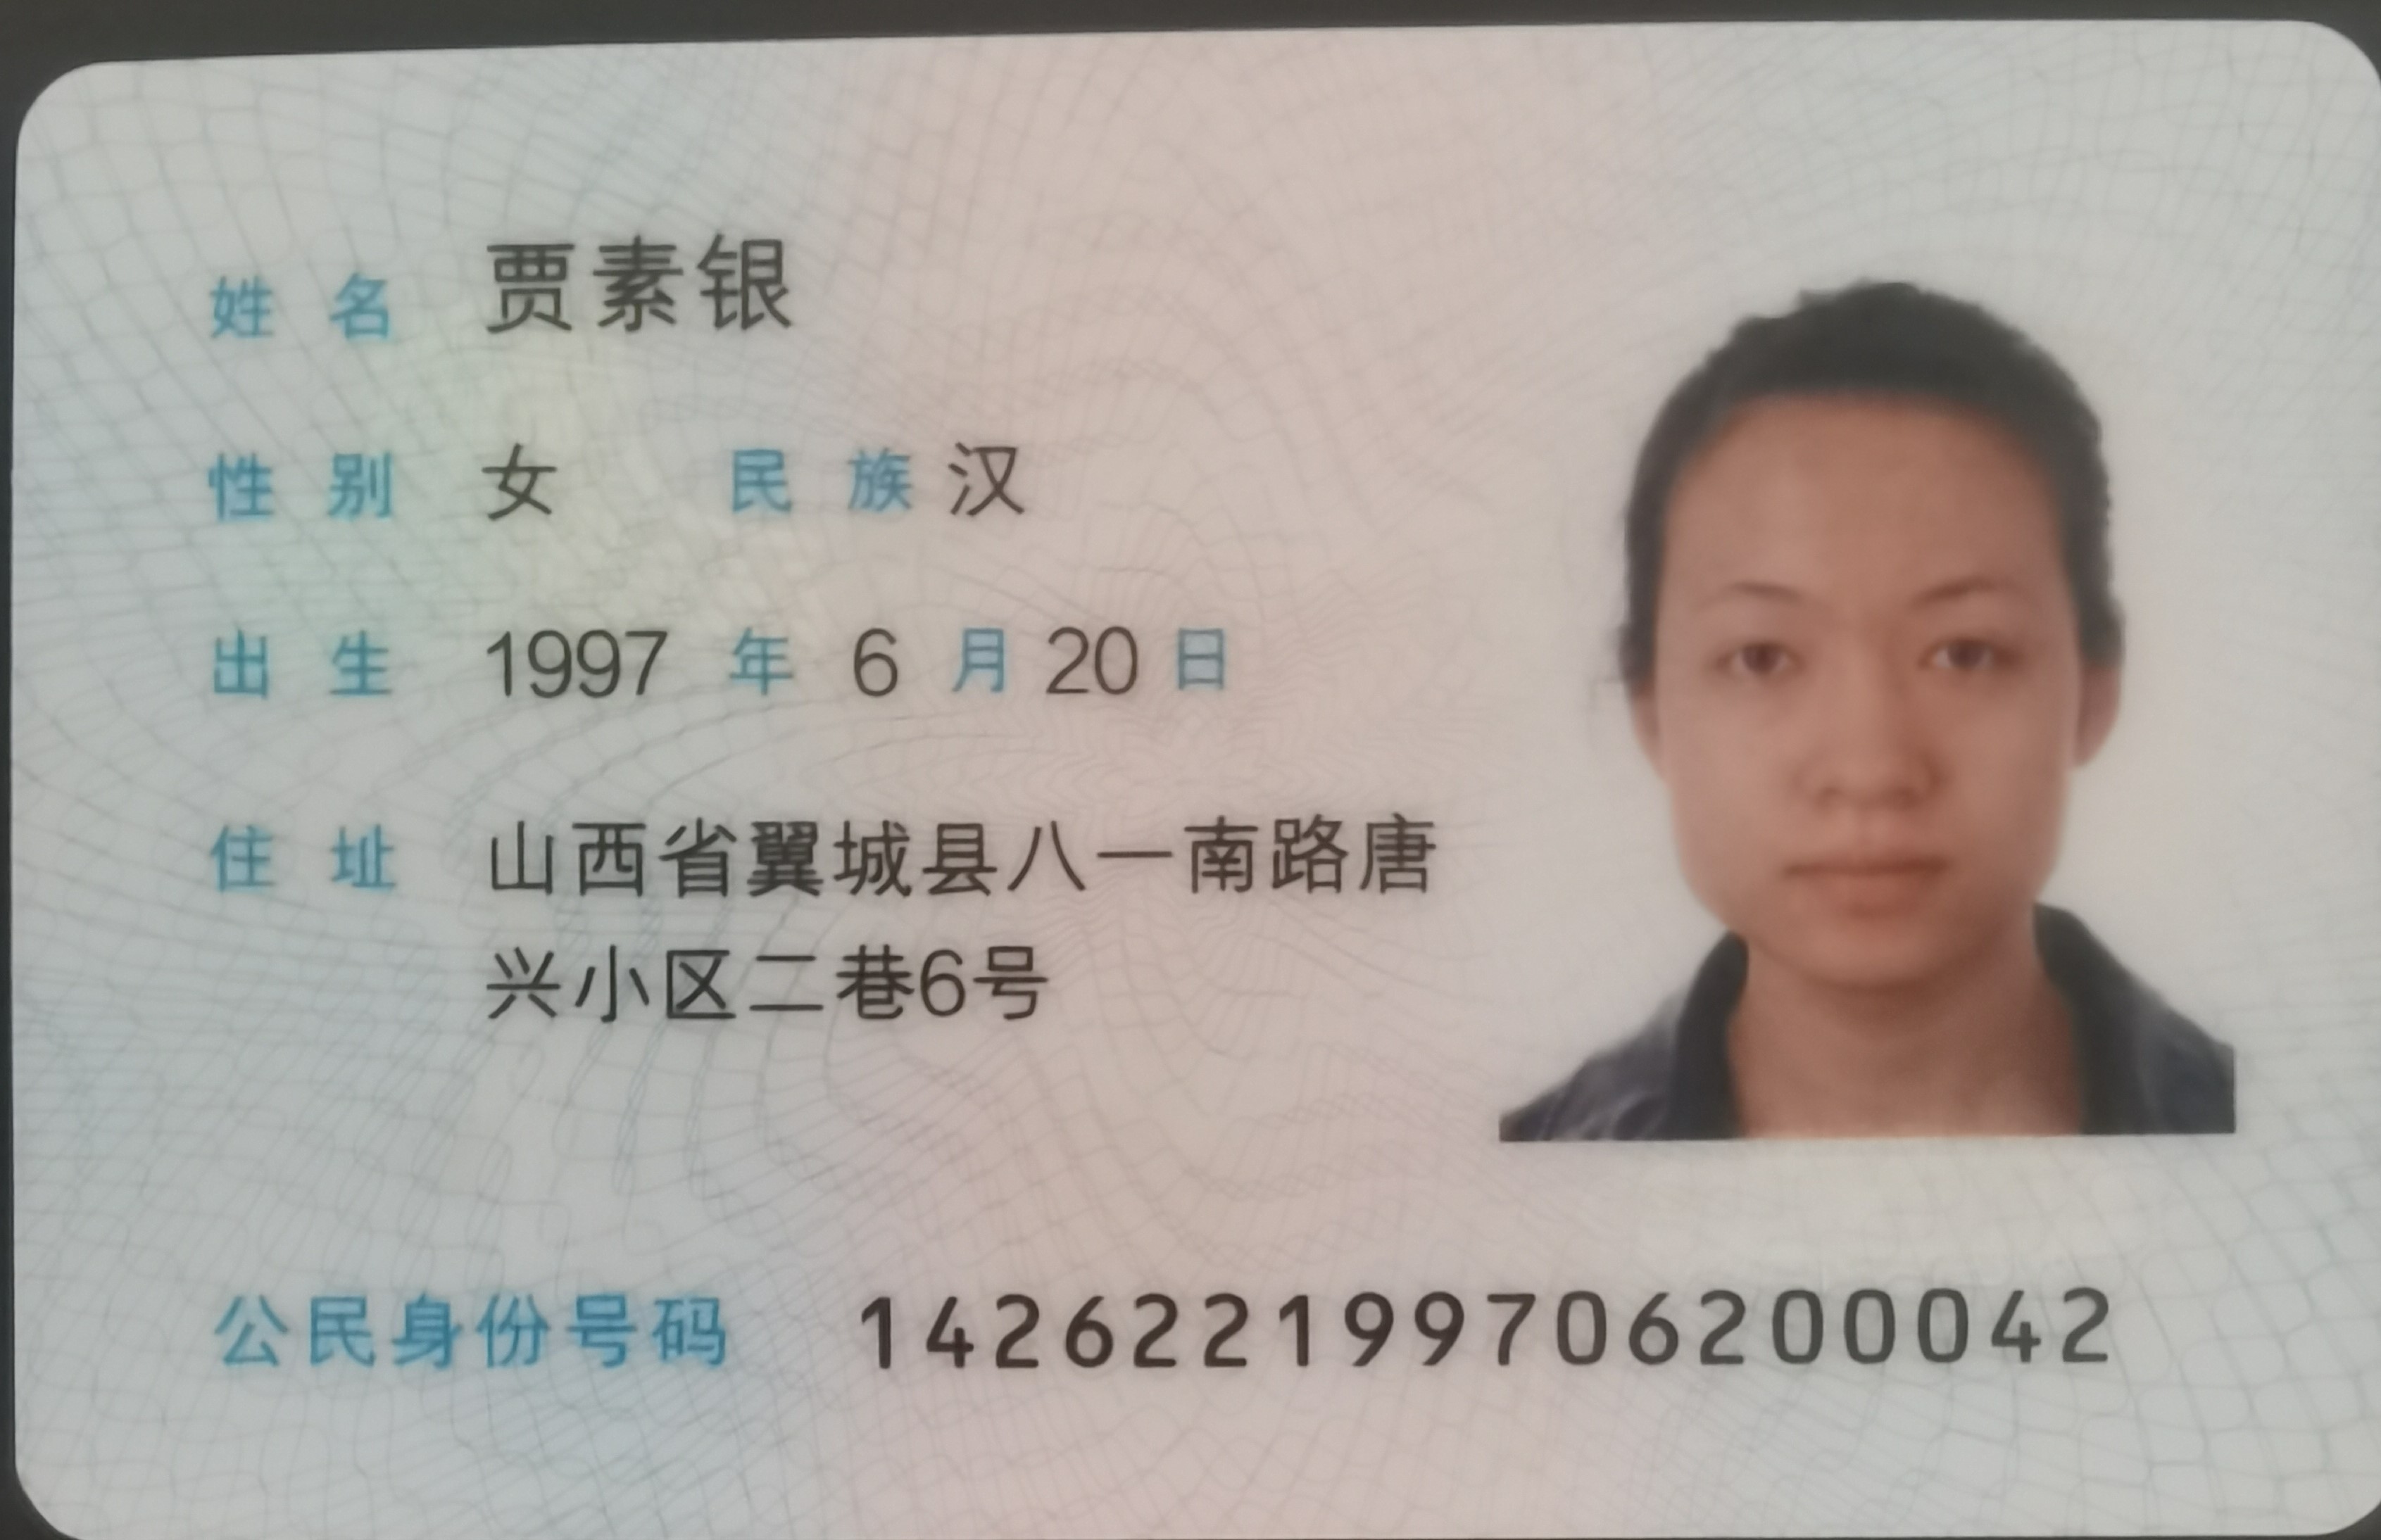 姓名 贾素银
性别 女 民族 汉
出生 1997 年 6 月 20 日
住址 山西省翼城县八一南路唐
兴小区二巷6号
公民身份号码 142622199706200042